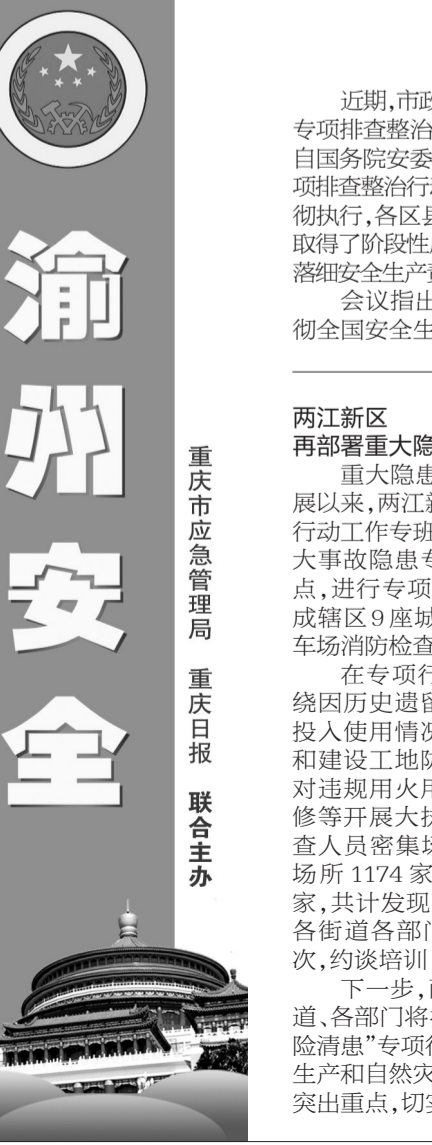 渝州安全
重庆市应急管理局 重庆日报 联合主办
近期,市政
专项排查整治
自国务院安委
项排查整治行动
彻执行,各区县
取得了阶段性成
落细安全生产责
会议指出
彻全国安全生
两江新区
再部署重大隐
重大隐患
展以来,两江新
行动工作专班
大事故隐患专
点,进行专项
成辖区9座城
车场消防检查
在专项行
绕因历史遗留
投入使用情况
和建设工地防
对违规用火用
修等开展大执
查人员密集场
场所1174家
家,共计发现
各街道各部门
次,约谈培训
下一步,两
道、各部门将
险清患”专项行
生产和自然灾
突出重点,切实